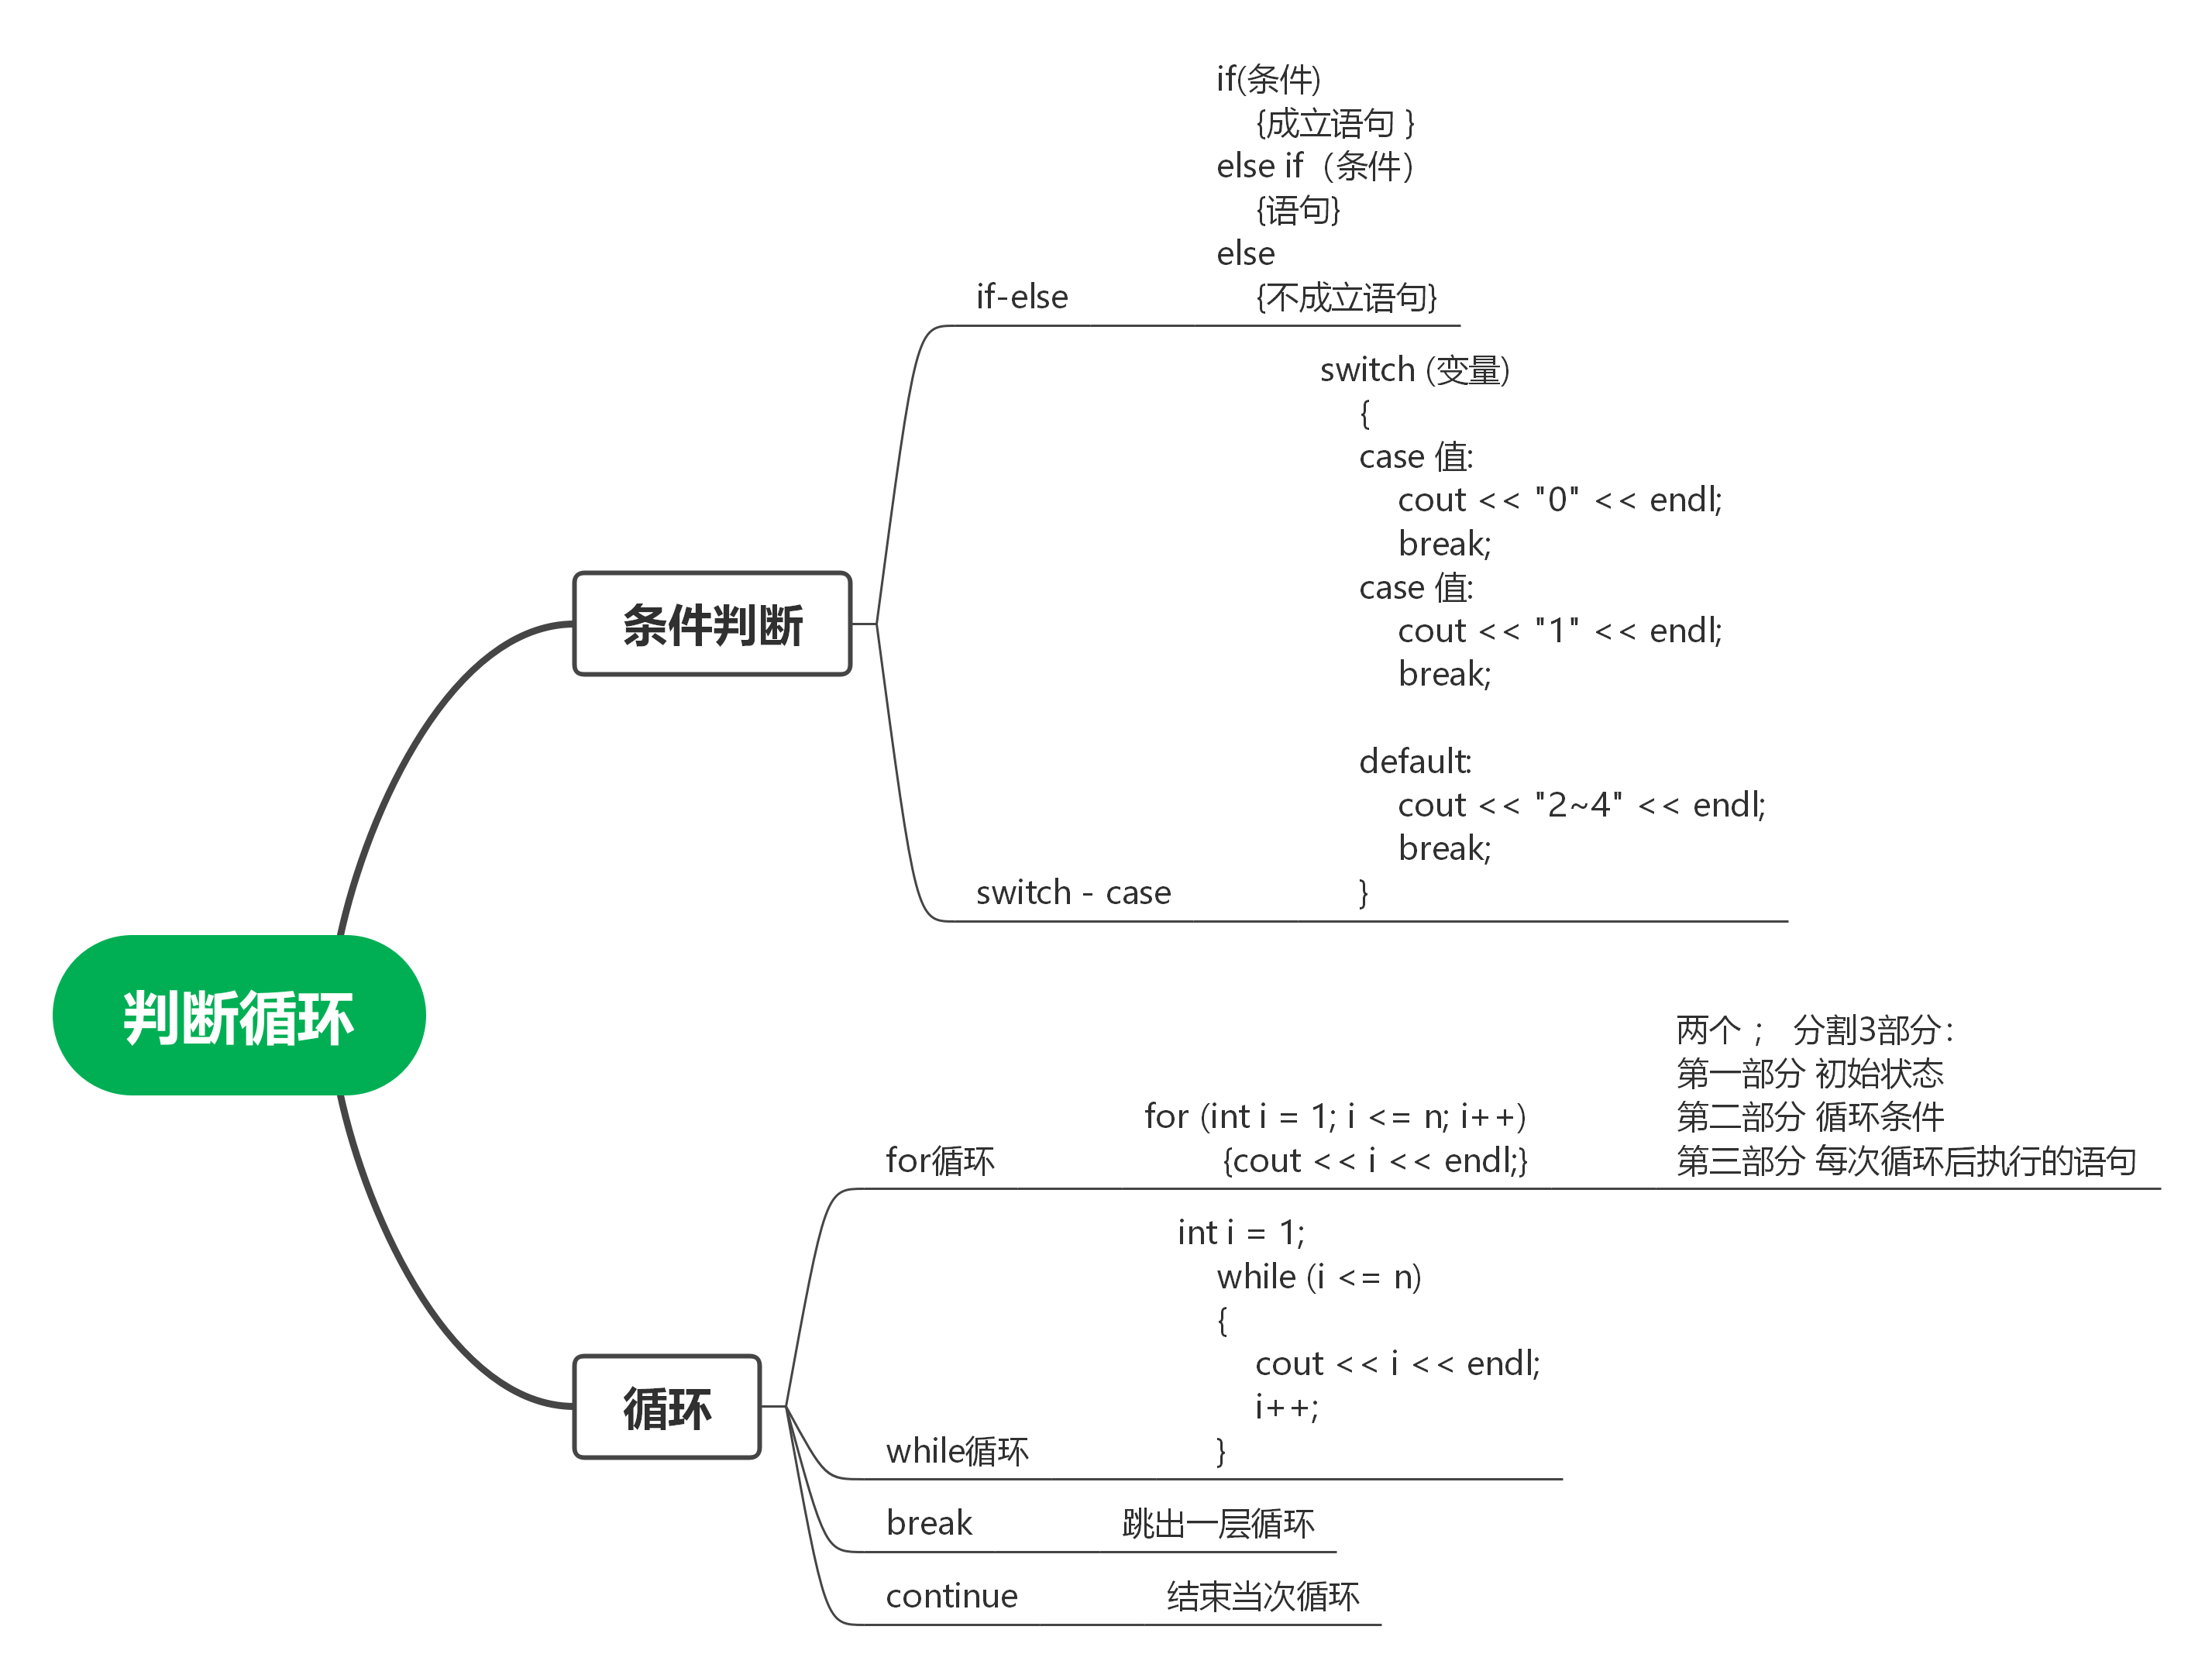 判断循环
条件判断
if-else
if(条件)
{成立语句 }
else if（条件）
{语句}
else
{不成立语句}
switch - case
switch (变量)
{
case 值:
cout << "0" << endl;
break;
case 值:
cout << "1" << endl;
break;
default:
cout << "2~4" << endl;
break;
}
循环
for循环
for (int i = 1; i <= n; i++)
{cout << i << endl;}
两个 ； 分割3部分：
第一部分 初始状态
第二部分 循环条件
第三部分 每次循环后执行的语句
while循环
int i = 1;
while (i <= n)
{
cout << i << endl;
i++;
}
break
跳出一层循环
continue
结束当次循环